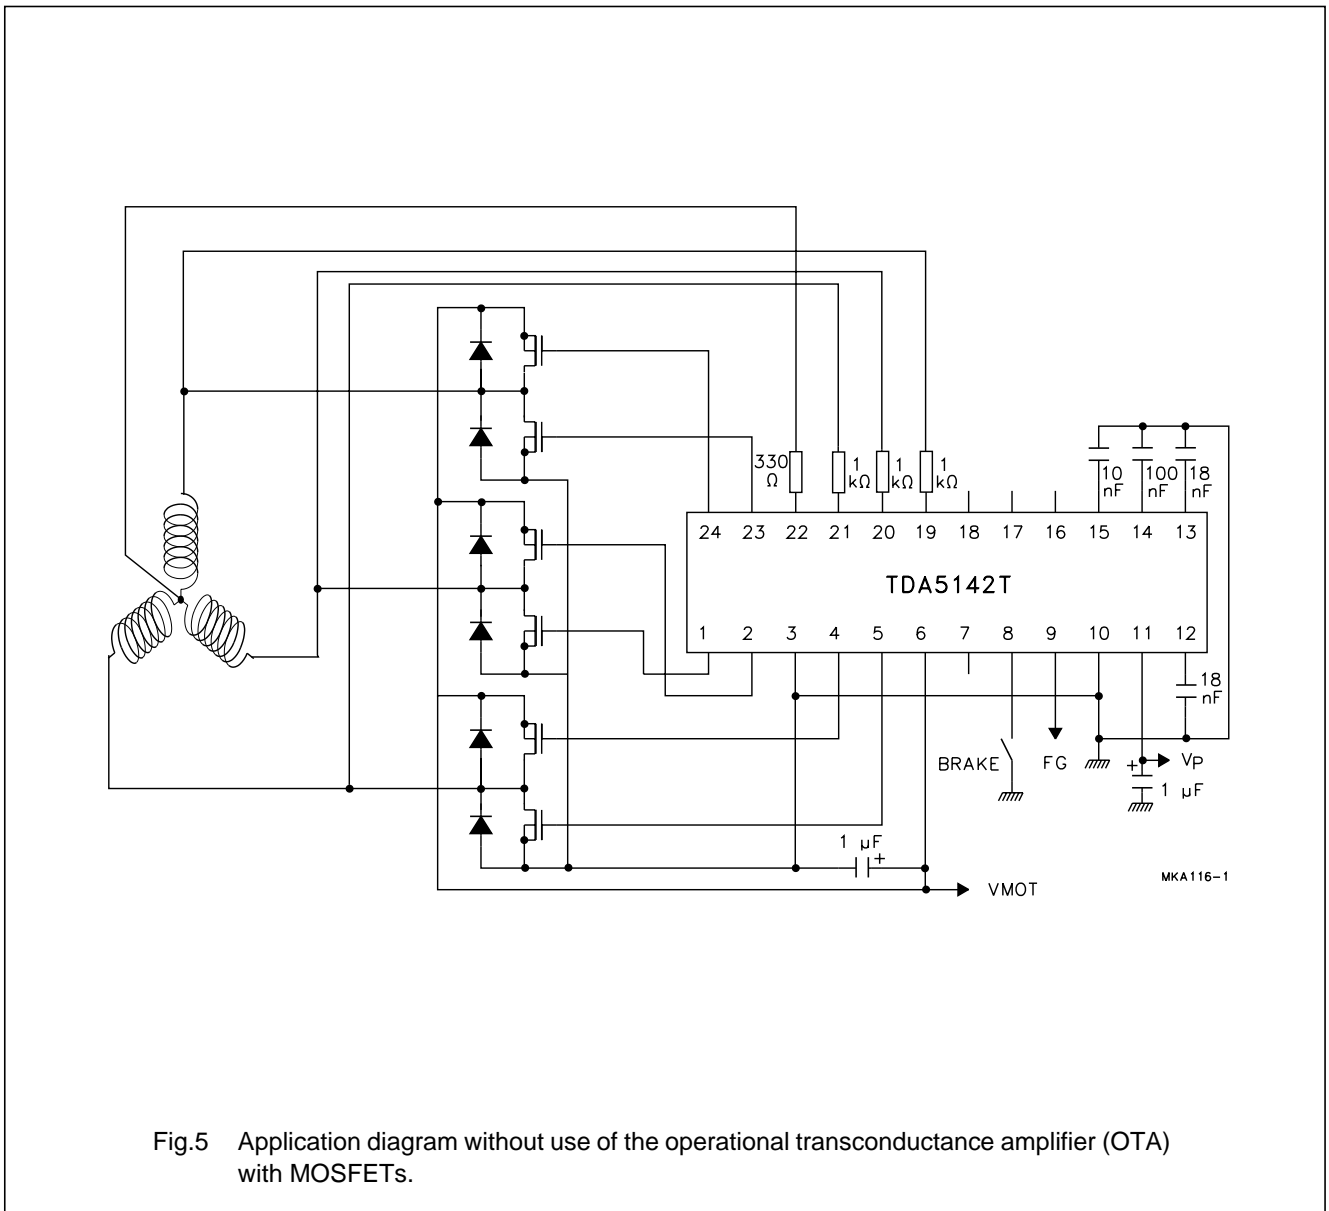 330
Ω
1
kΩ
1
kΩ
1
kΩ
10
nF
100
nF
18
nF
24 23 22 21 20 19 18 17 16 15 14 13
TDA5142T
1 2 3 4 5 6 7 8 9 10 11 12
18
nF
BRAKE
FG
+
VP
1 µF
1 µF
+
VMOT
MKA116-1
Fig.5 Application diagram without use of the operational transconductance amplifier (OTA)
with MOSFETs.